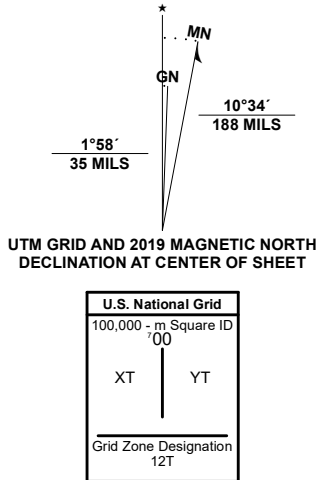 ★
MN
GN
10°34´
188 MILS
1°58´
35 MILS
UTM GRID AND 2019 MAGNETIC NORTH
DECLINATION AT CENTER OF SHEET
U.S. National Grid
100,000 - m Square ID
⁷00
XT YT
Grid Zone Designation
12T